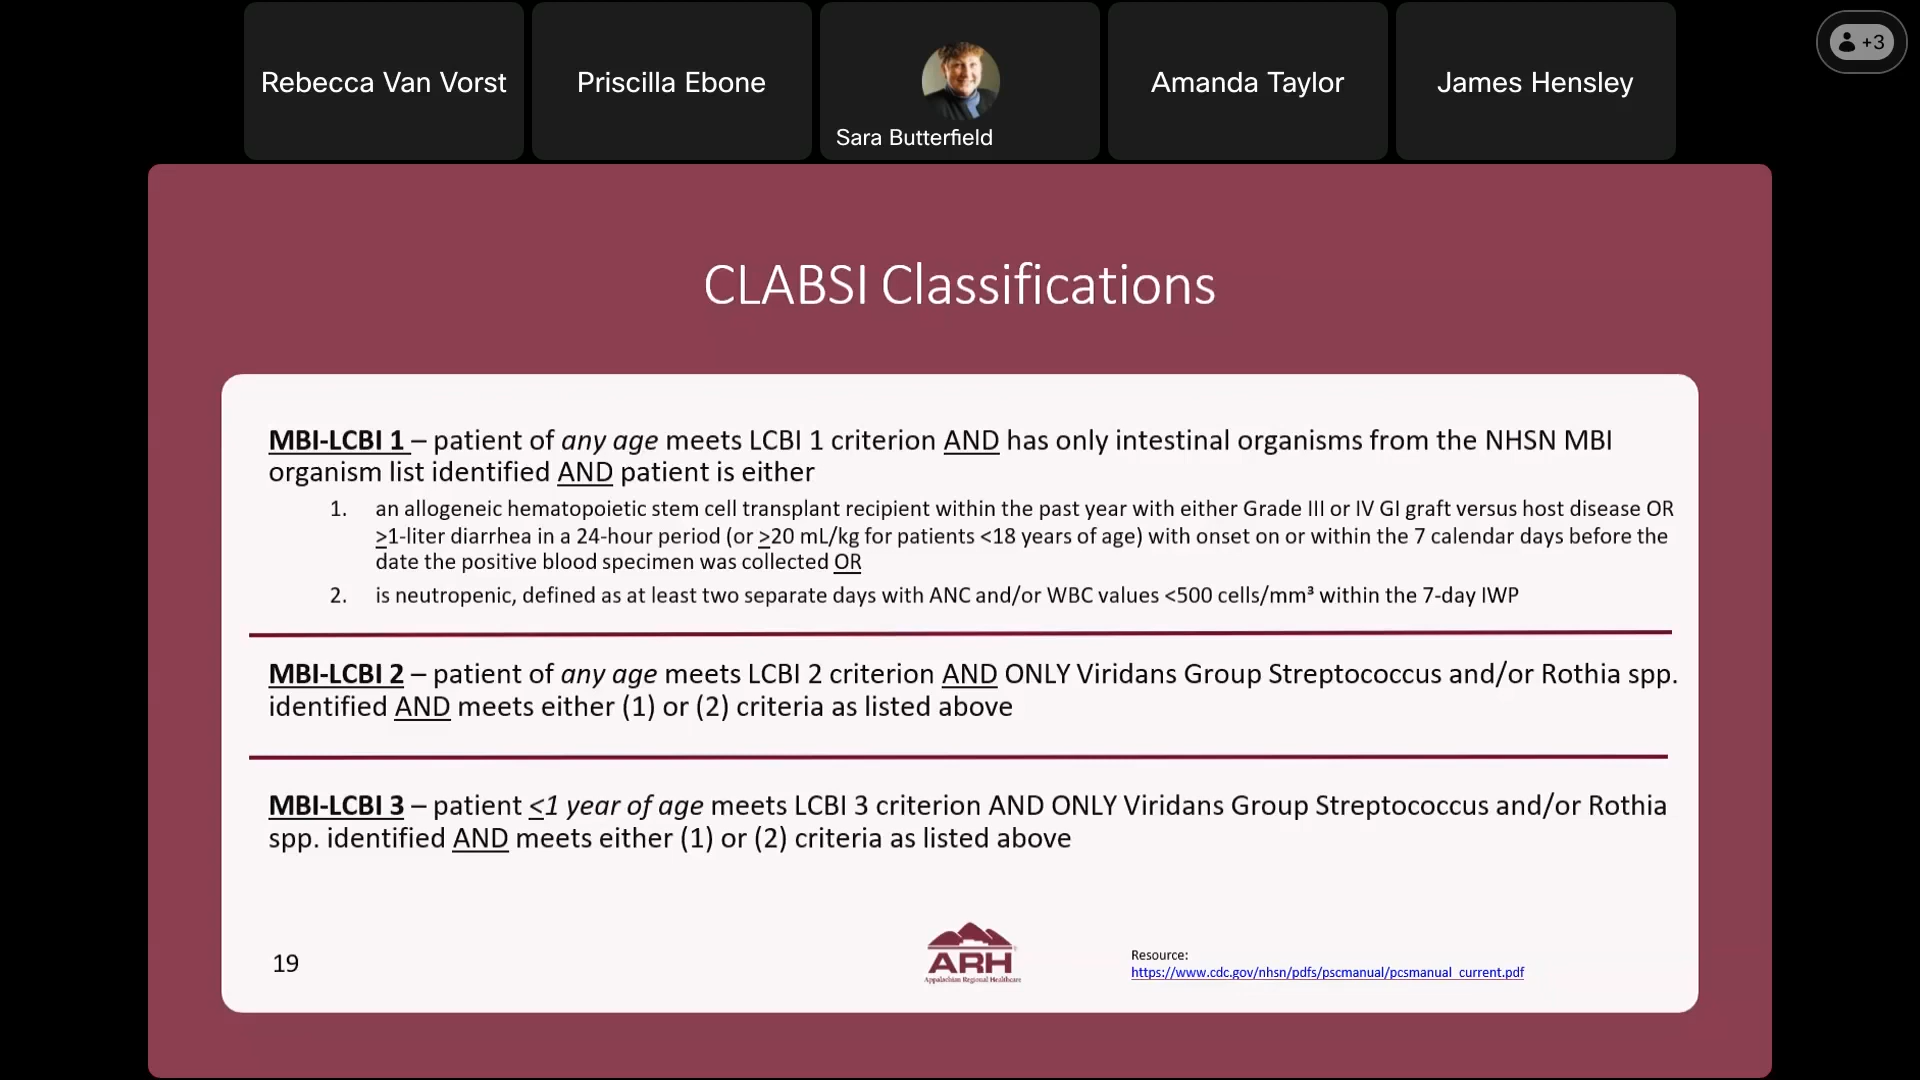 Rebecca Van Vorst
Priscilla Ebone
Sara Butterfield
Amanda Taylor
James Hensley
+3
CLABSI Classifications
MBI-LCBI 1 – patient of any age meets LCBI 1 criterion AND has only intestinal organisms from the NHSN MBI
organism list identified AND patient is either
1. an allogeneic hematopoietic stem cell transplant recipient within the past year with either Grade III or IV GI graft versus host disease OR
>1-liter diarrhea in a 24-hour period (or >20 mL/kg for patients <18 years of age) with onset on or within the 7 calendar days before the
date the positive blood specimen was collected OR
2. is neutropenic, defined as at least two separate days with ANC and/or WBC values <500 cells/mm³ within the 7-day IWP
MBI-LCBI 2 – patient of any age meets LCBI 2 criterion AND ONLY Viridans Group Streptococcus and/or Rothia spp.
identified AND meets either (1) or (2) criteria as listed above
MBI-LCBI 3 – patient <1 year of age meets LCBI 3 criterion AND ONLY Viridans Group Streptococcus and/or Rothia
spp. identified AND meets either (1) or (2) criteria as listed above
19
ARH
Appalachian Regional Healthcare
Resource:
https://www.cdc.gov/nhsn/pdfs/pscmanual/pcsmanual_current.pdf